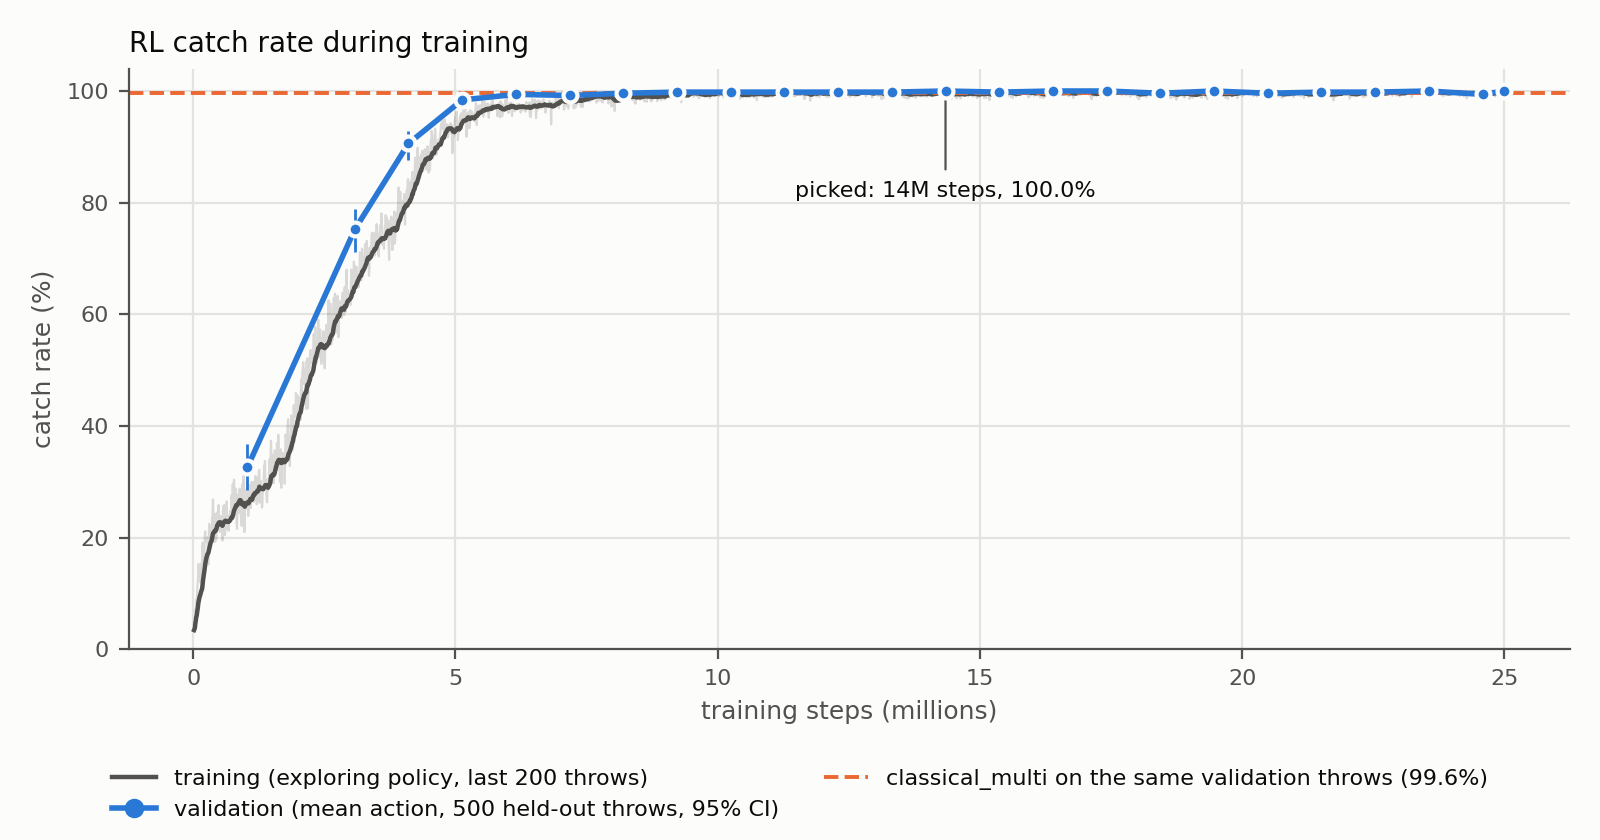 RL catch rate during training
100
80
60
40
20
0
catch rate (%)
picked: 14M steps, 100.0%
0 5 10 15 20 25
training steps (millions)
training (exploring policy, last 200 throws)
validation (mean action, 500 held-out throws, 95% CI)
classical_multi on the same validation throws (99.6%)